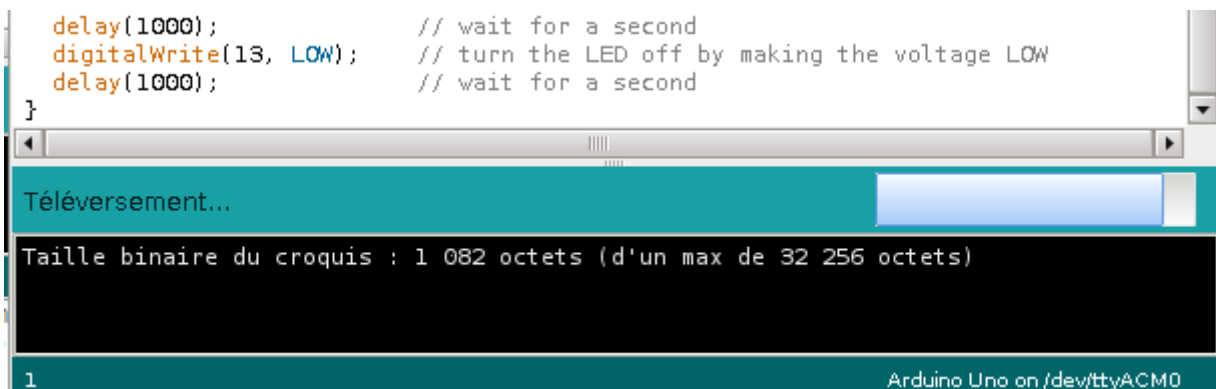 delay(1000);               // wait for a second
digitalWrite(13, LOW);    // turn the LED off by making the voltage LOW
delay(1000);               // wait for a second
}
Téléversement...
Taille binaire du croquis : 1 082 octets (d'un max de 32 256 octets)
1 Arduino Uno on /dev/ttyACM0